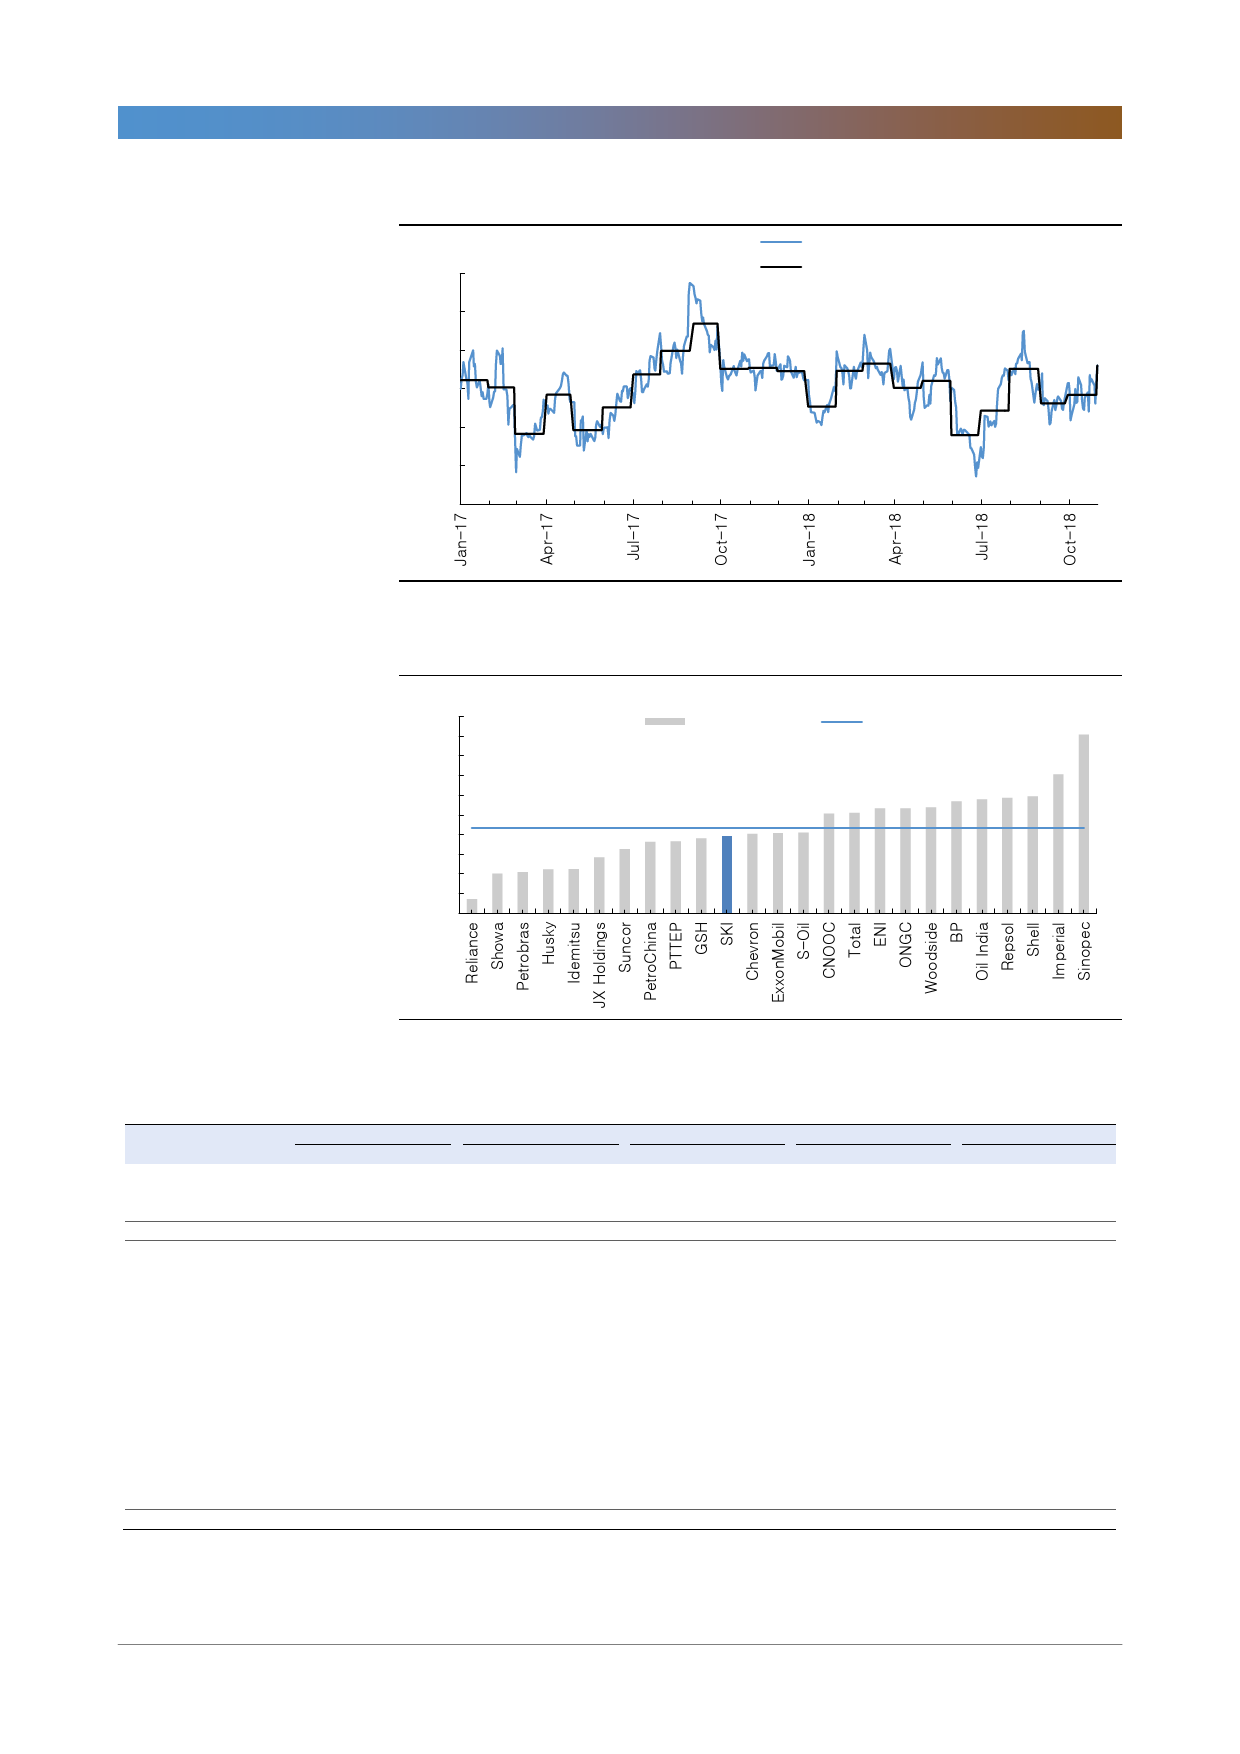 Jan-17
Apr-17
Jul-17
Oct-17
Jan-18
Apr-18
Jul-18
Oct-18
Reliance
Showa
Petrobras
Husky
Idemitsu
JX Holdings
Suncor
PetroChina
PTTEP
GSH
SKI
Chevron
ExxonMobil
S-Oil
CNOOC
Total
ENI
ONGC
Woodside
BP
Oil India
Repsol
Shell
Imperial
Sinopec